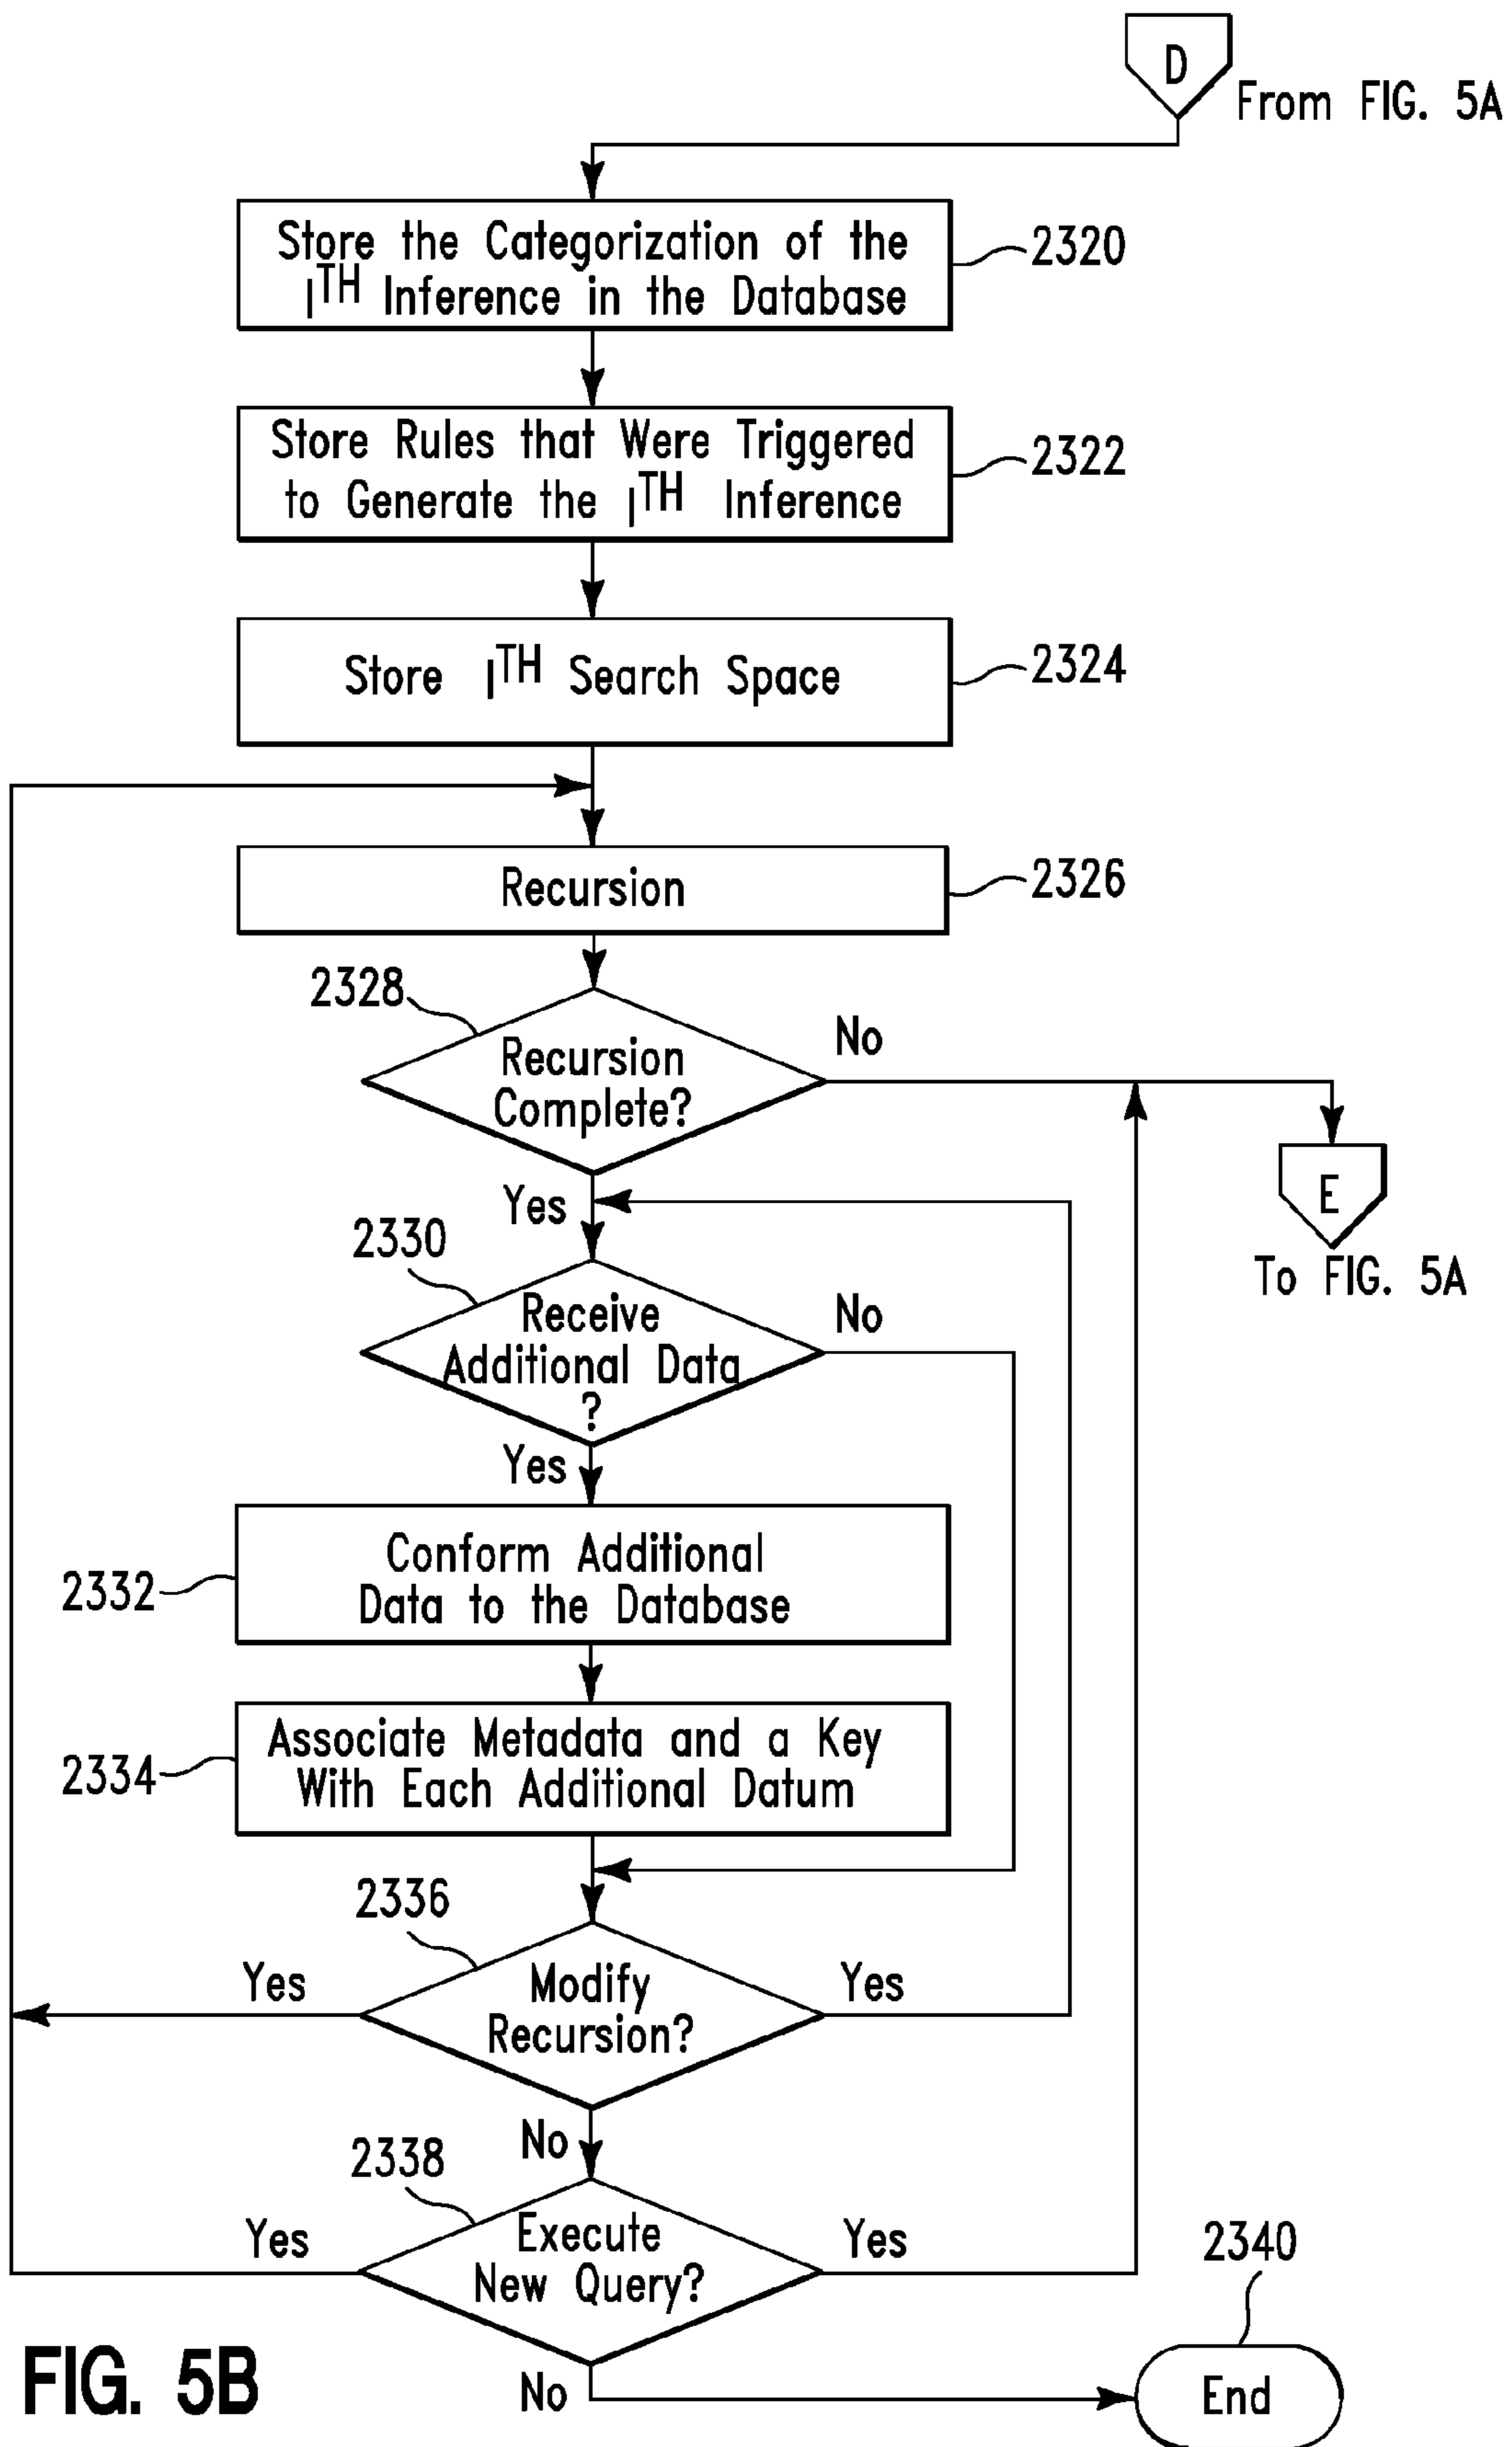 D
From FIG. 5A
Store the Categorization of the
ITH Inference in the Database
2320
Store Rules that Were Triggered
to Generate the ITH Inference
2322
Store ITH Search Space
2324
Recursion
2326
2328
Recursion
Complete?
No
Yes
E
To FIG. 5A
2330
Receive
Additional Data
?
No
Yes
2332
Conform Additional
Data to the Database
2334
Associate Metadata and a Key
With Each Additional Datum
2336
Yes
Modify
Recursion?
Yes
No
2338
Yes
Execute
New Query?
Yes
2340
No
End
FIG. 5B